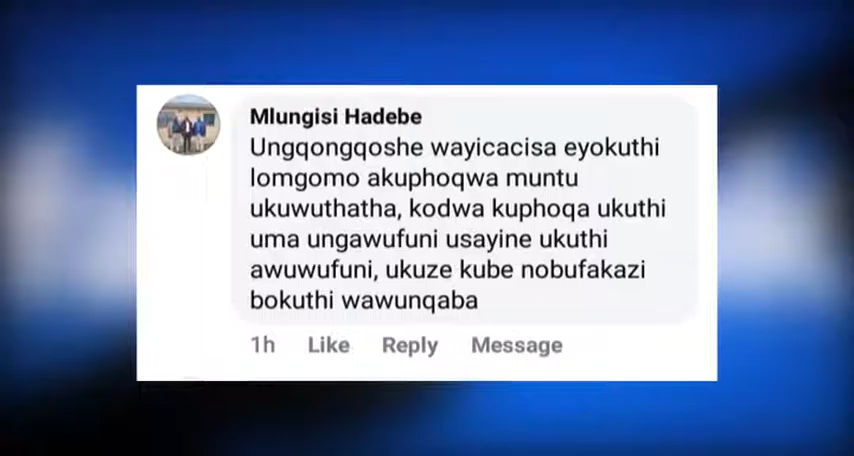 Mlungisi Hadebe
Ungqongqoshe wayicacisa eyokuthi
lomgomo akuphoqwa muntu
ukuwuthatha, kodwa kuphoqa ukuthi
uma ungawufuni usayine ukuthi
awuwufuni, ukuze kube nobufakazi
bokuthi wawunqaba
1h Like Reply Message